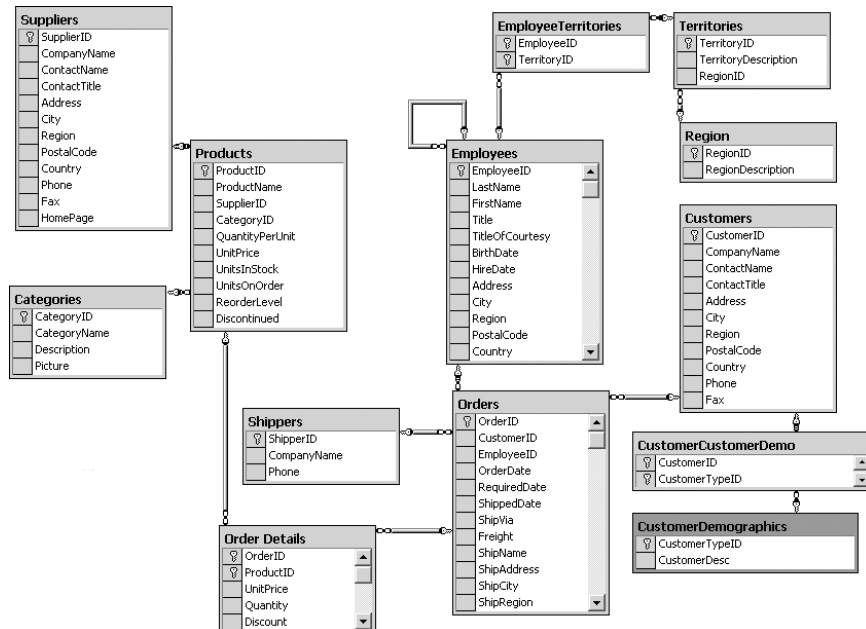 Suppliers
SupplierID
CompanyName
ContactName
ContactTitle
Address
City
Region
PostalCode
Country
Phone
Fax
HomePage
Products
ProductID
ProductName
SupplierID
CategoryID
QuantityPerUnit
UnitPrice
UnitsInStock
UnitsOnOrder
ReorderLevel
Discontinued
Categories
CategoryID
CategoryName
Description
Picture
EmployeeTerritories
EmployeeID
TerritoryID
Territories
TerritoryID
TerritoryDescription
RegionID
Region
RegionID
RegionDescription
Employees
EmployeeID
LastName
FirstName
Title
TitleOfCourtesy
BirthDate
HireDate
Address
City
Region
PostalCode
Country
Customers
CustomerID
CompanyName
ContactName
ContactTitle
Address
City
Region
PostalCode
Country
Phone
Fax
Shippers
ShipperID
CompanyName
Phone
Orders
OrderID
CustomerID
EmployeeID
OrderDate
RequiredDate
ShippedDate
ShipVia
Freight
ShipName
ShipAddress
ShipCity
ShipRegion
CustomerCustomerDemo
CustomerID
CustomerTypeID
CustomerDemographics
CustomerTypeID
CustomerDesc
Order Details
OrderID
ProductID
UnitPrice
Quantity
Discount